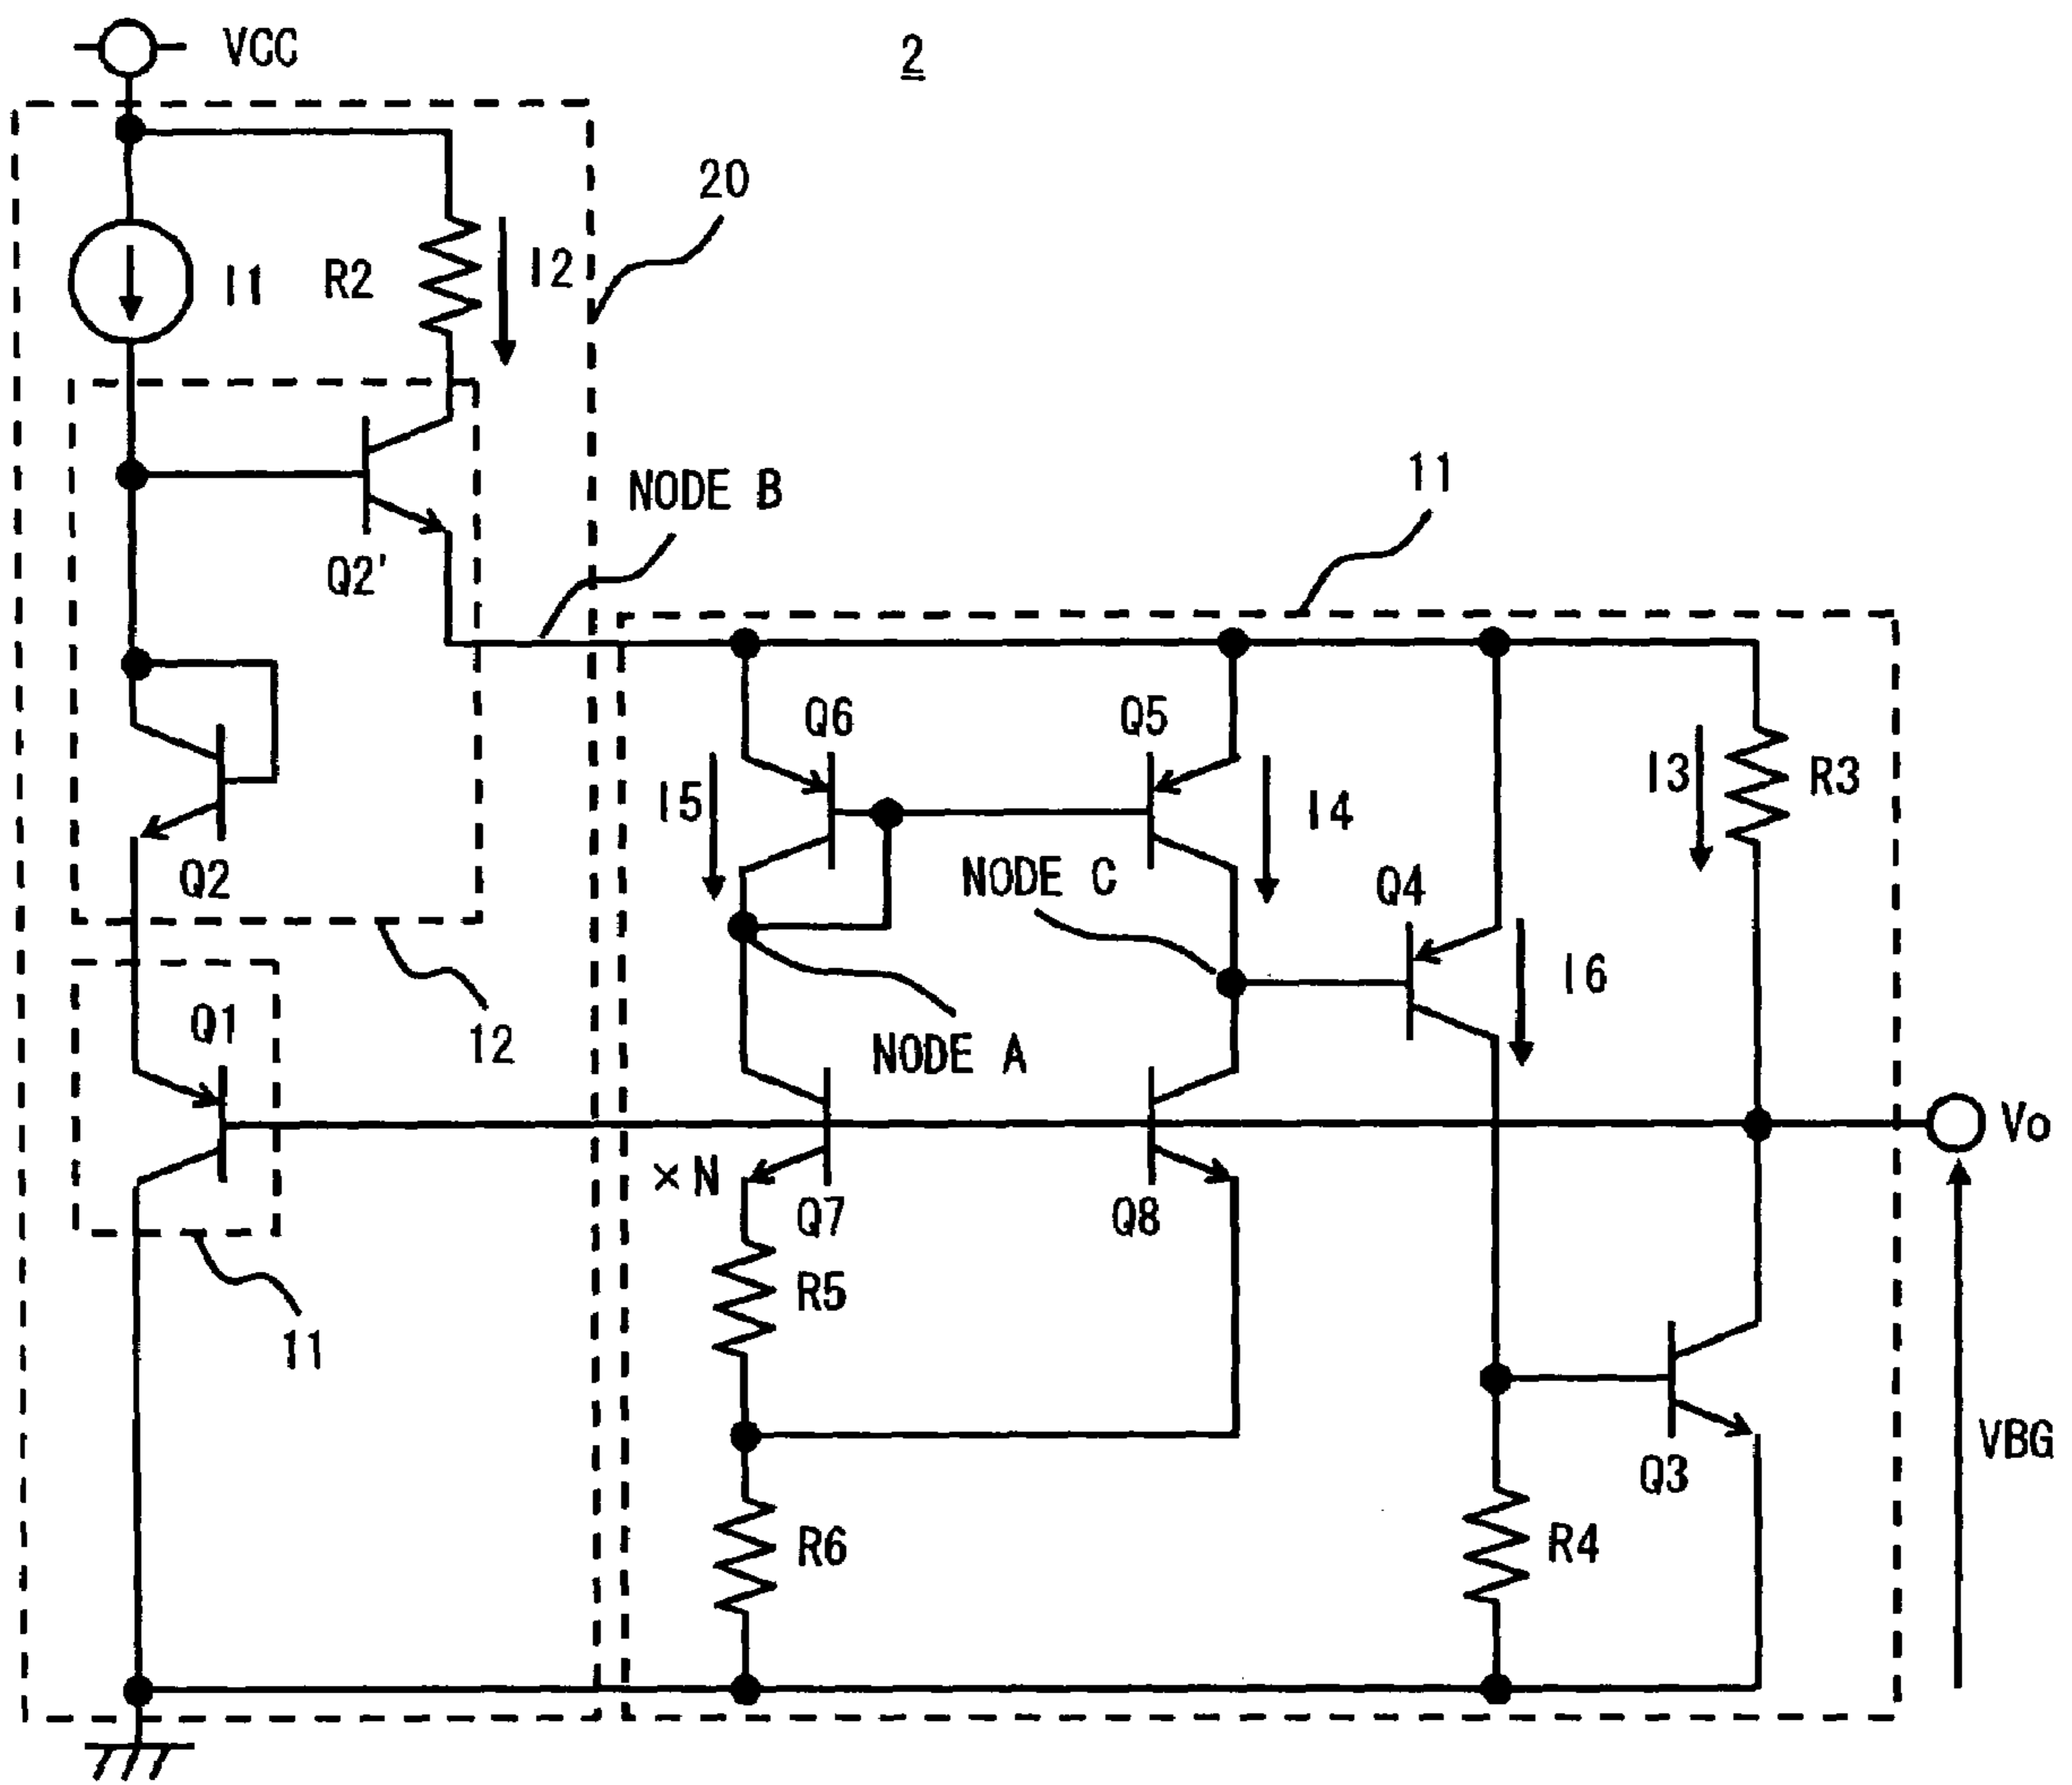 VCC
2
20
I1
R2
I2
NODE B
11
Q2'
Q6
Q5
I5
I4
I3
R3
Q2
NODE C
Q4
I6
Q1
12
NODE A
Vo
×N
Q7
Q8
R5
11
VBG
Q3
R6
R4